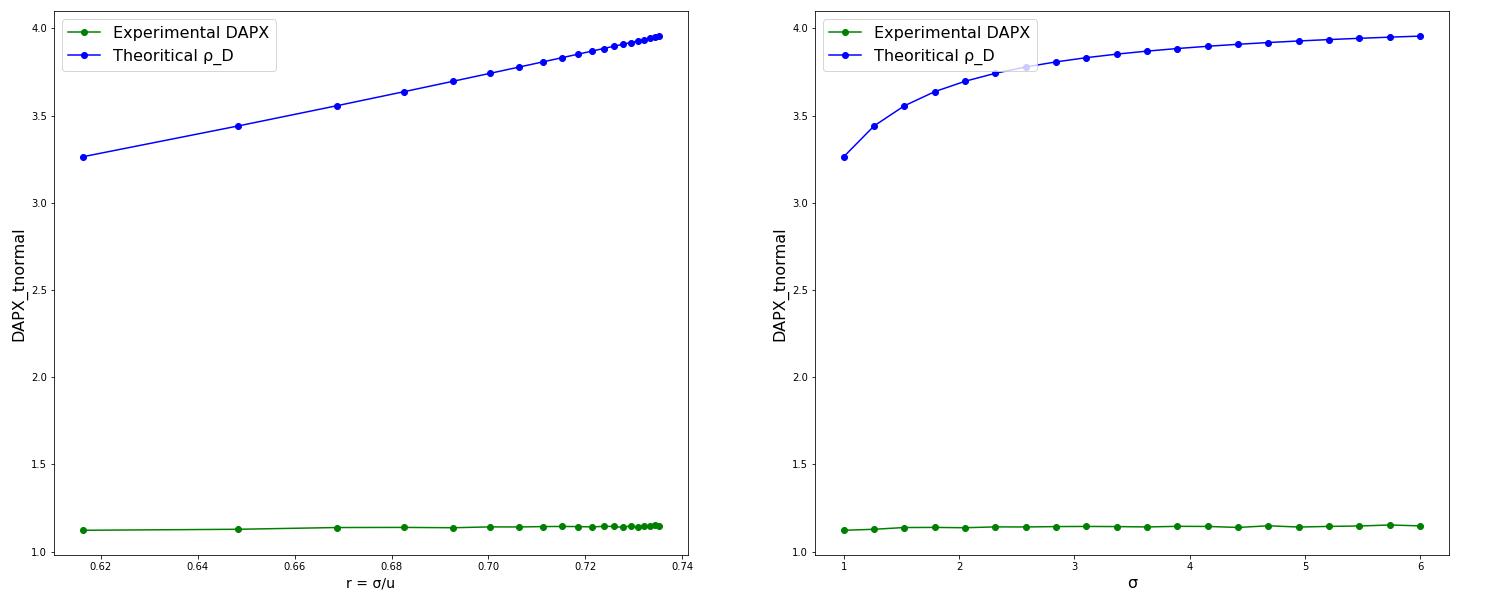 Experimental DAPX
Theoritical ρ_D
DAPX_tnormal
4.0
3.5
3.0
2.5
2.0
1.5
1.0
0.62 0.64 0.66 0.68 0.70 0.72 0.74
r = σ/u
Experimental DAPX
Theoritical ρ_D
DAPX_tnormal
4.0
3.5
3.0
2.5
2.0
1.5
1.0
1 2 3 4 5 6
σ